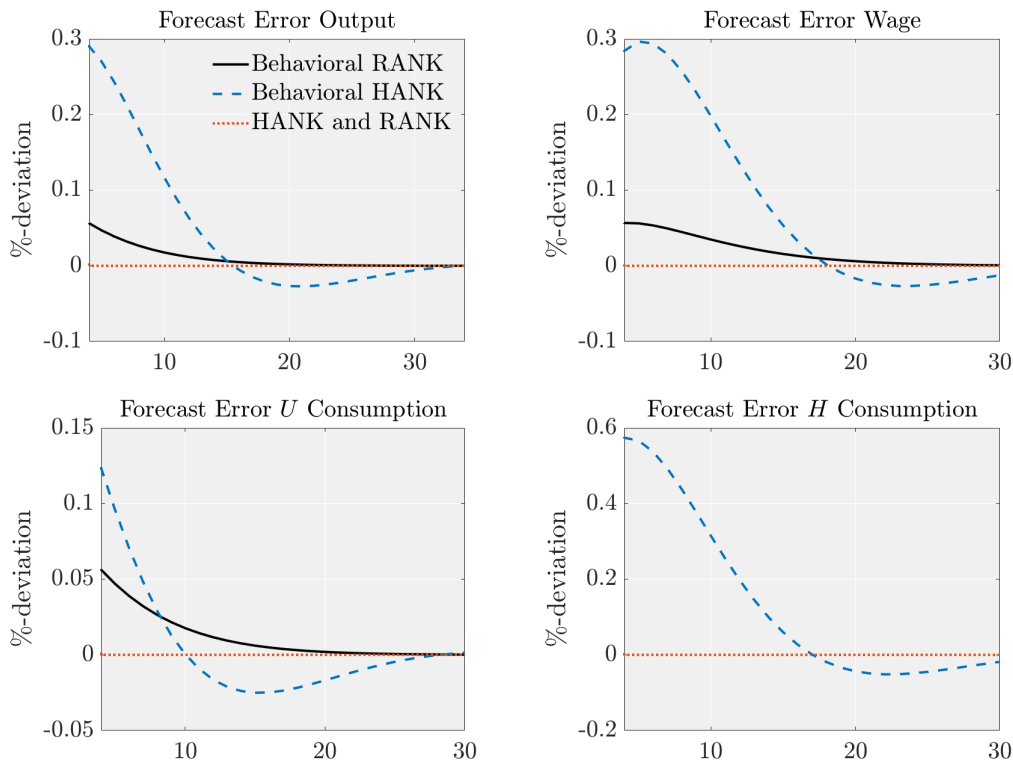 Forecast Error Output
%-deviation
0.3
0.2
0.1
0
-0.1
10
20
30
Behavioral RANK
Behavioral HANK
HANK and RANK
Forecast Error Wage
%-deviation
0.3
0.2
0.1
0
-0.1
10
20
30
Forecast Error U Consumption
%-deviation
0.15
0.1
0.05
0
-0.05
10
20
30
Forecast Error H Consumption
%-deviation
0.6
0.4
0.2
0
-0.2
10
20
30